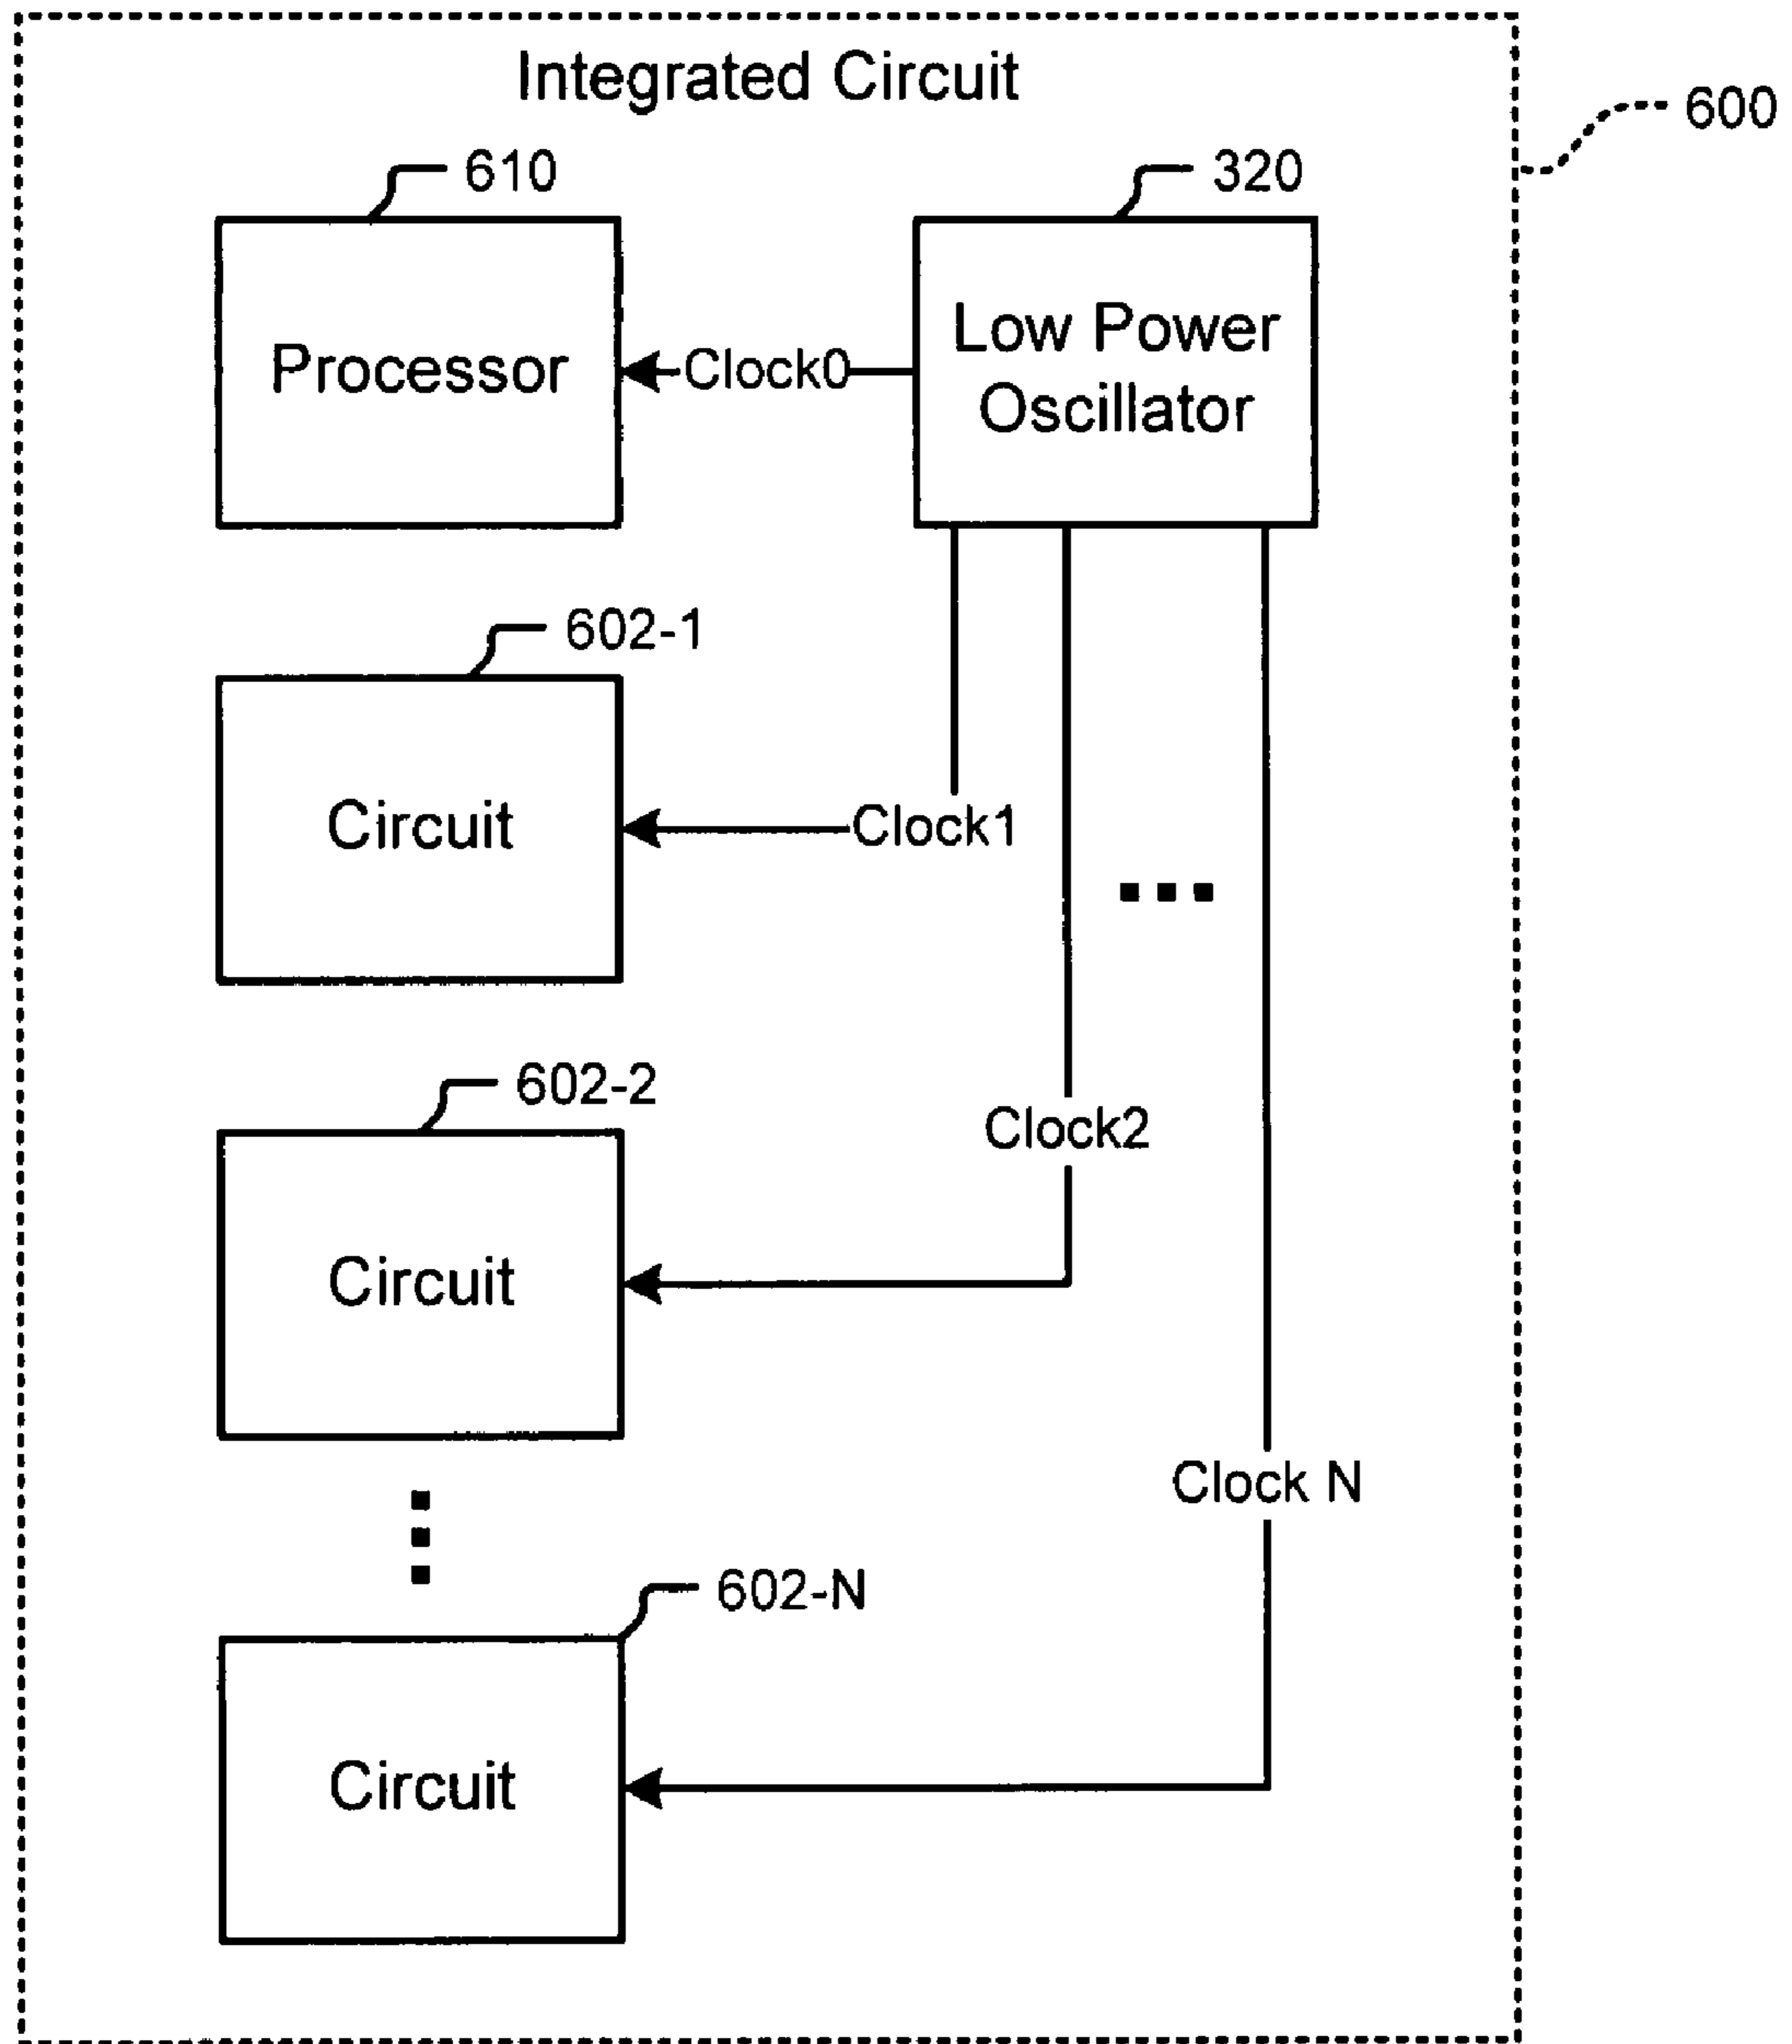 Integrated Circuit
600
610
320
Processor
Clock0
Low Power
Oscillator
602-1
Circuit
Clock1
602-2
Clock2
Circuit
Clock N
602-N
Circuit